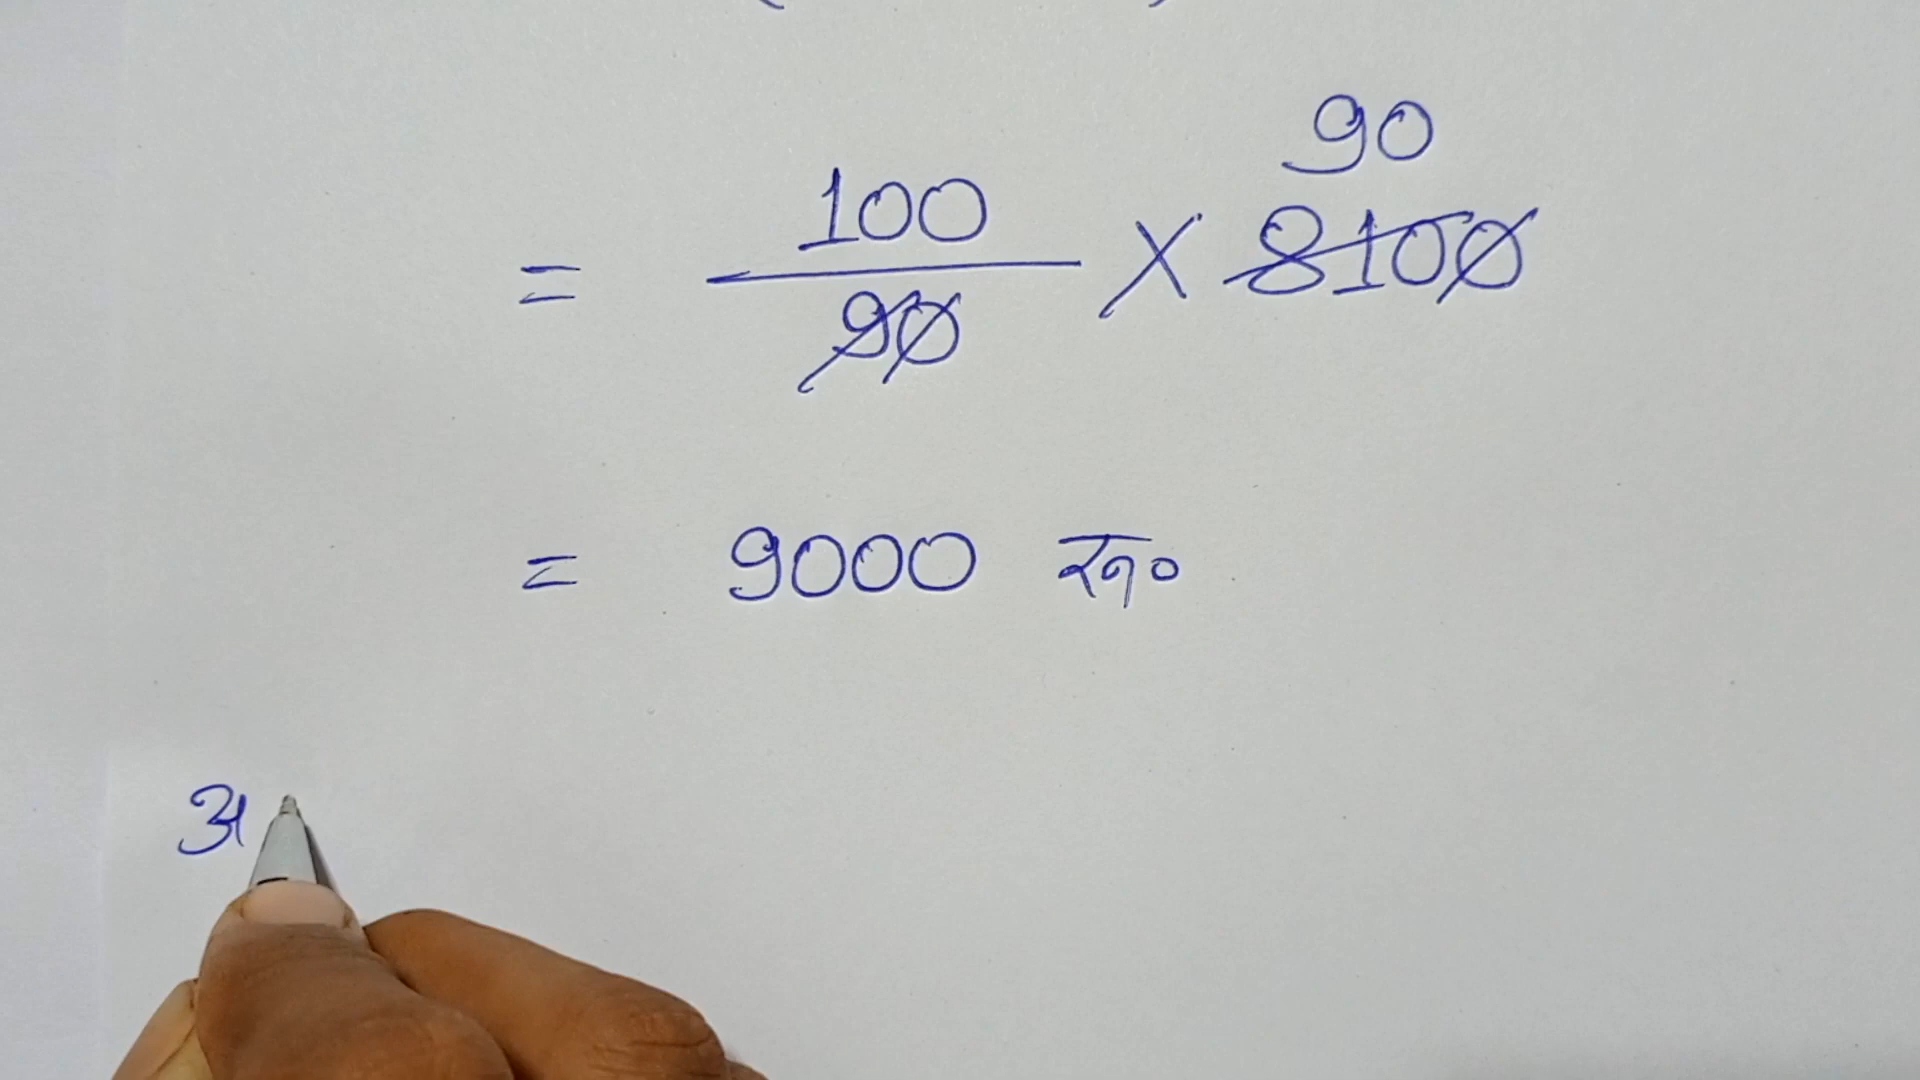 90
= 100/90 × 8100
= 9000 रू०
अ